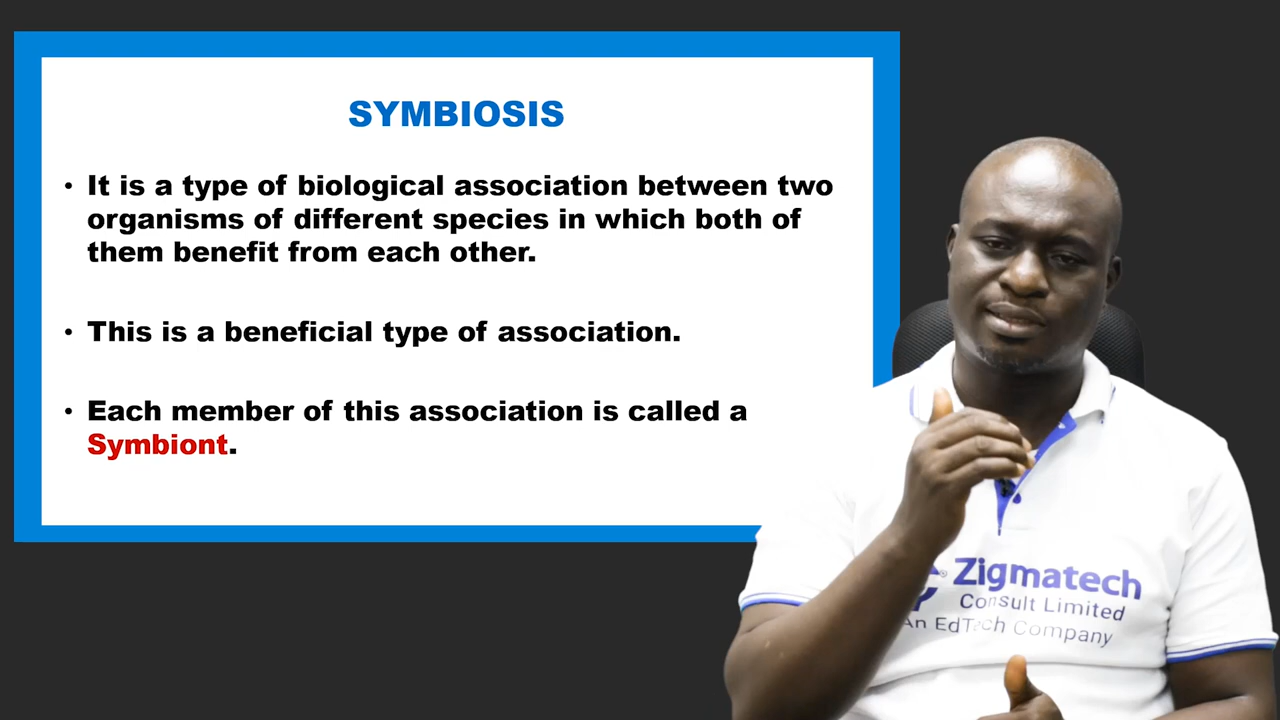 SYMBIOSIS
• It is a type of biological association between two
organisms of different species in which both of
them benefit from each other.
• This is a beneficial type of association.
• Each member of this association is called a
Symbiont.
Zigmatech
Consult Limited
An EdTech Company